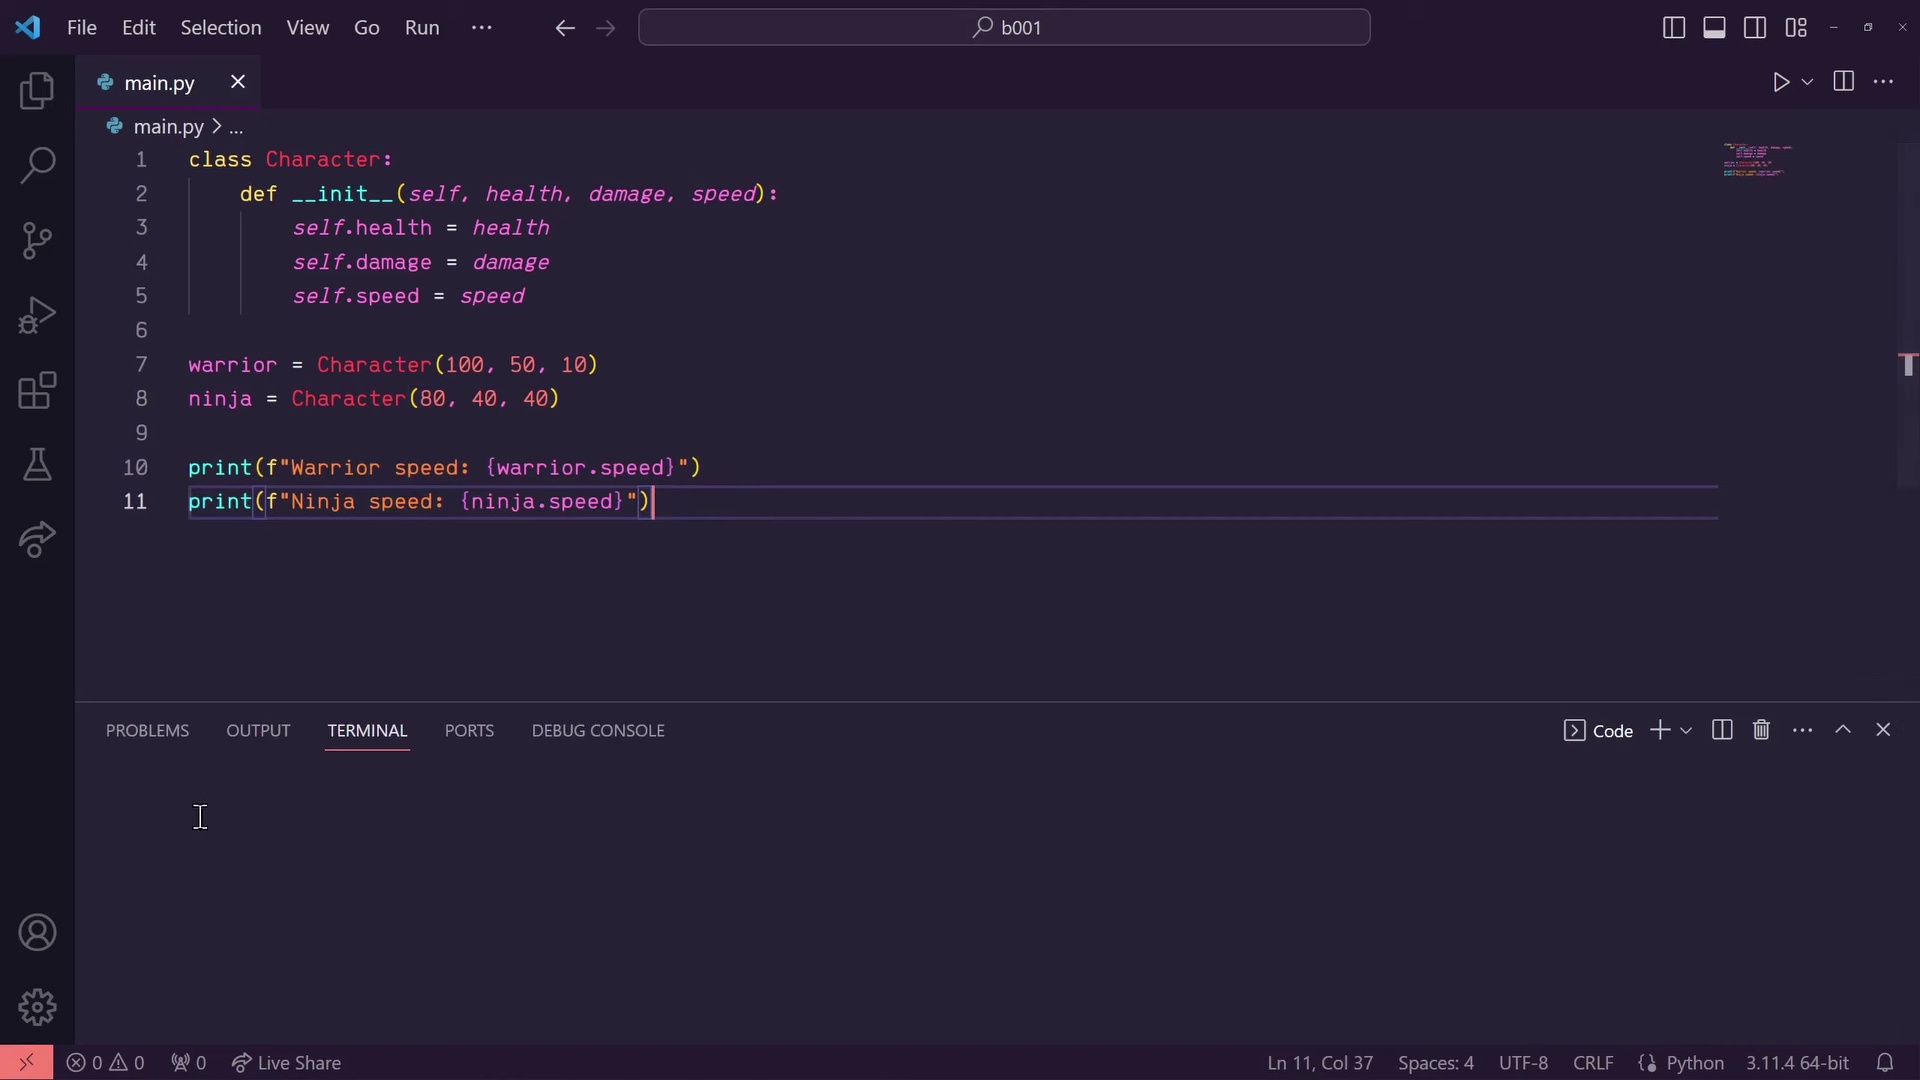 File Edit Selection View Go Run ... b001
main.py
main.py > ...
1 class Character:
2 def __init__(self, health, damage, speed):
3 self.health = health
4 self.damage = damage
5 self.speed = speed
6
7 warrior = Character(100, 50, 10)
8 ninja = Character(80, 40, 40)
9
10 print(f"Warrior speed: {warrior.speed}")
11 print(f"Ninja speed: {ninja.speed}")
PROBLEMS OUTPUT TERMINAL PORTS DEBUG CONSOLE Code
0 0 0 Live Share Ln 11, Col 37 Spaces: 4 UTF-8 CRLF {} Python 3.11.4 64-bit